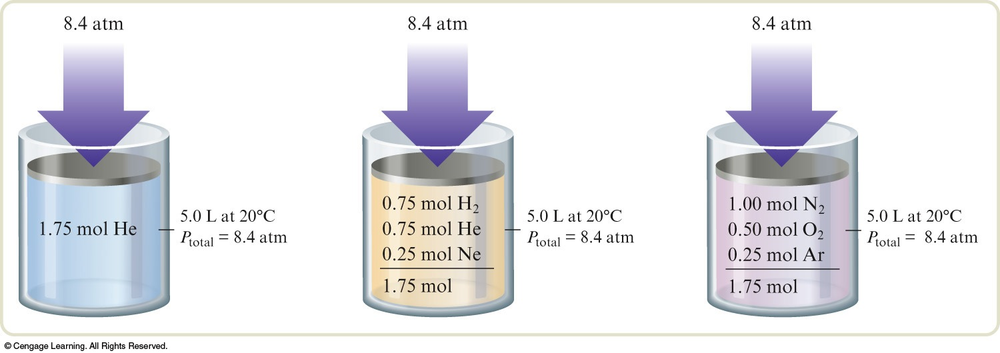 8.4 atm
1.75 mol He
5.0 L at 20°C
Ptotal = 8.4 atm
8.4 atm
0.75 mol H2
0.75 mol He
0.25 mol Ne
1.75 mol
5.0 L at 20°C
Ptotal = 8.4 atm
8.4 atm
1.00 mol N2
0.50 mol O2
0.25 mol Ar
1.75 mol
5.0 L at 20°C
Ptotal = 8.4 atm
© Cengage Learning. All Rights Reserved.